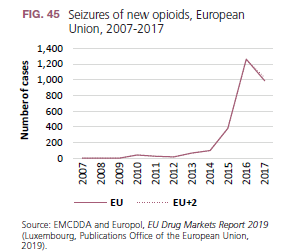 FIG. 45 Seizures of new opioids, European
Union, 2007-2017
Number of cases
1,400
1,200
1,000
800
600
400
200
0
2007
2008
2009
2010
2011
2012
2013
2014
2015
2016
2017
EU
EU+2
Source: EMCDDA and Europol, EU Drug Markets Report 2019
(Luxembourg, Publications Office of the European Union,
2019).